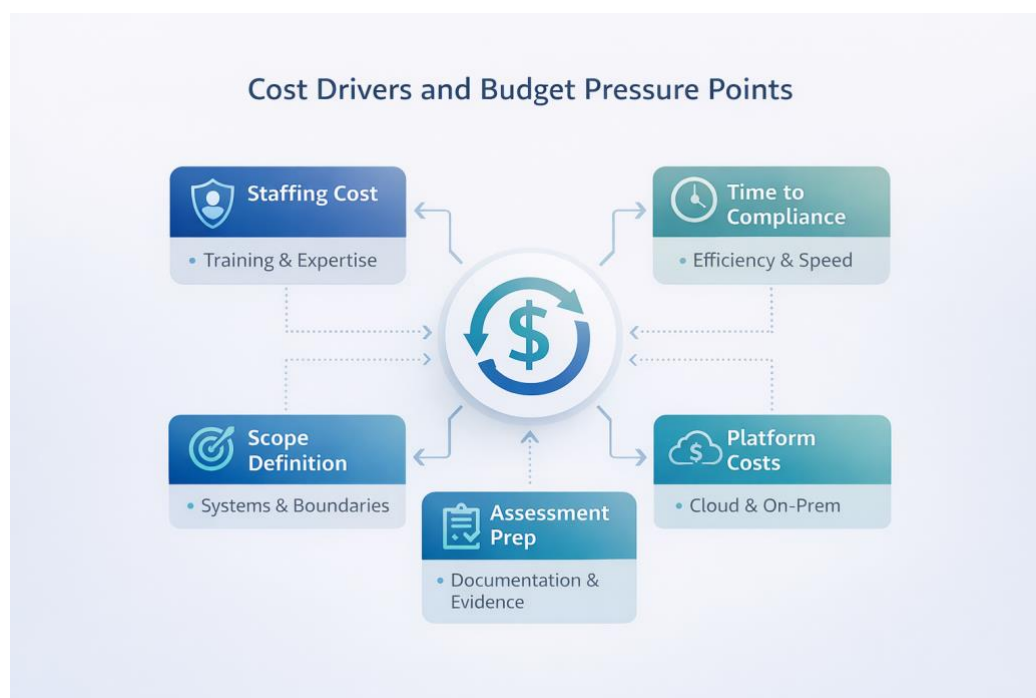 Cost Drivers and Budget Pressure Points
Staffing Cost
• Training & Expertise
Time to
Compliance
• Efficiency & Speed
$
Scope
Definition
• Systems & Boundaries
Platform
Costs
• Cloud & On-Prem
$
Assessment
Prep
• Documentation &
Evidence